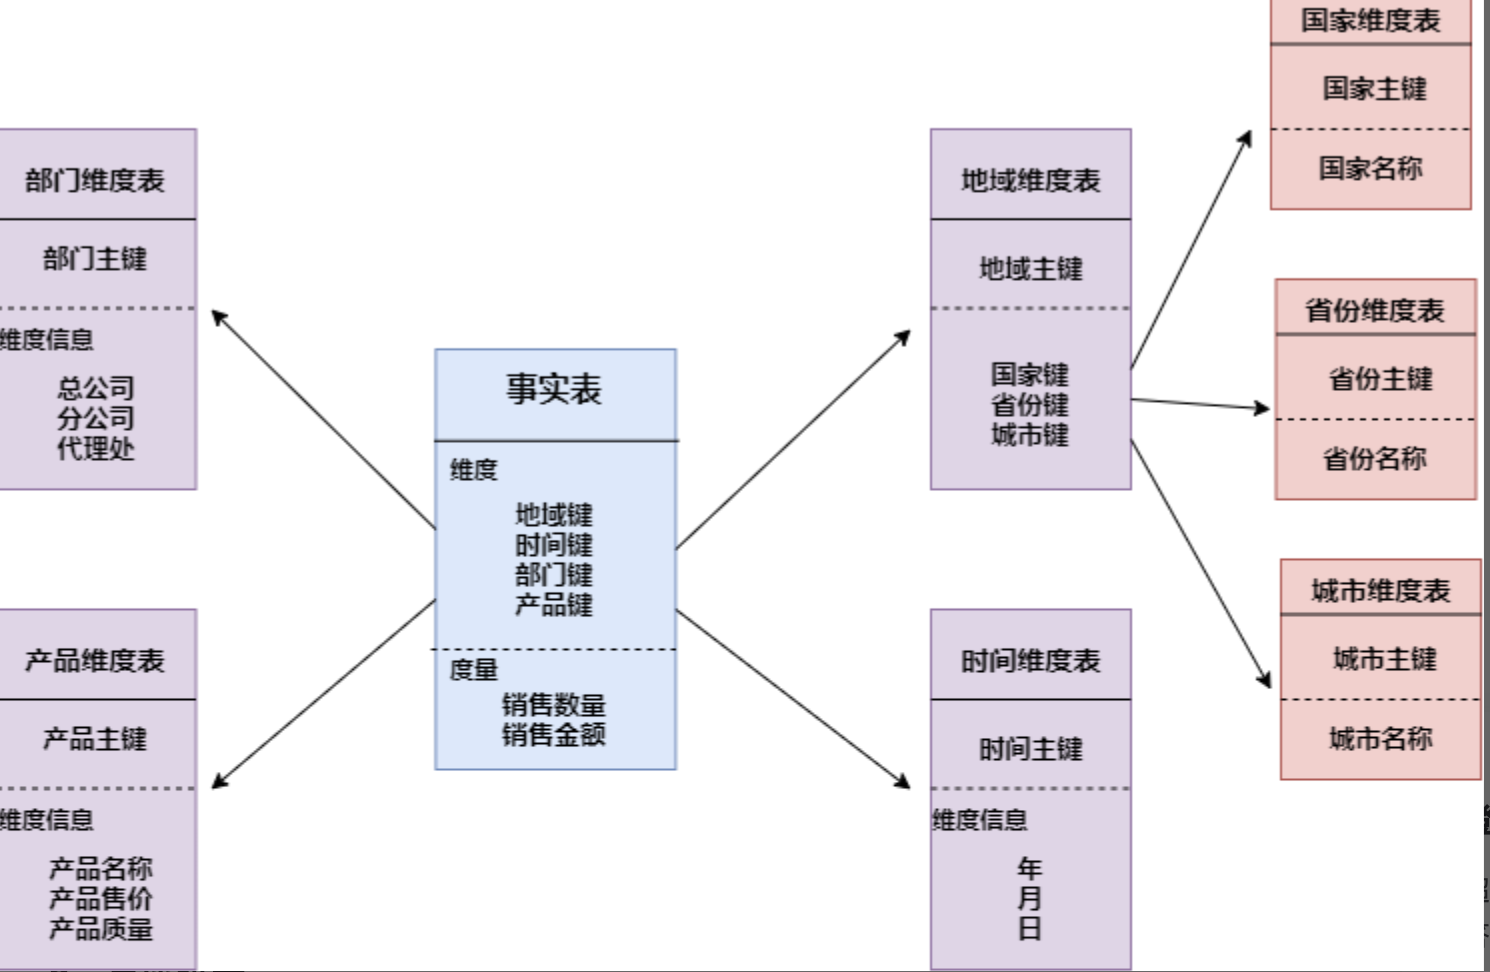 部门维度表
部门主键
维度信息
总公司
分公司
代理处
产品维度表
产品主键
维度信息
产品名称
产品售价
产品质量
事实表
维度
地域键
时间键
部门键
产品键
度量
销售数量
销售金额
地域维度表
地域主键
国家键
省份键
城市键
时间维度表
时间主键
维度信息
年
月
日
国家维度表
国家主键
国家名称
省份维度表
省份主键
省份名称
城市维度表
城市主键
城市名称